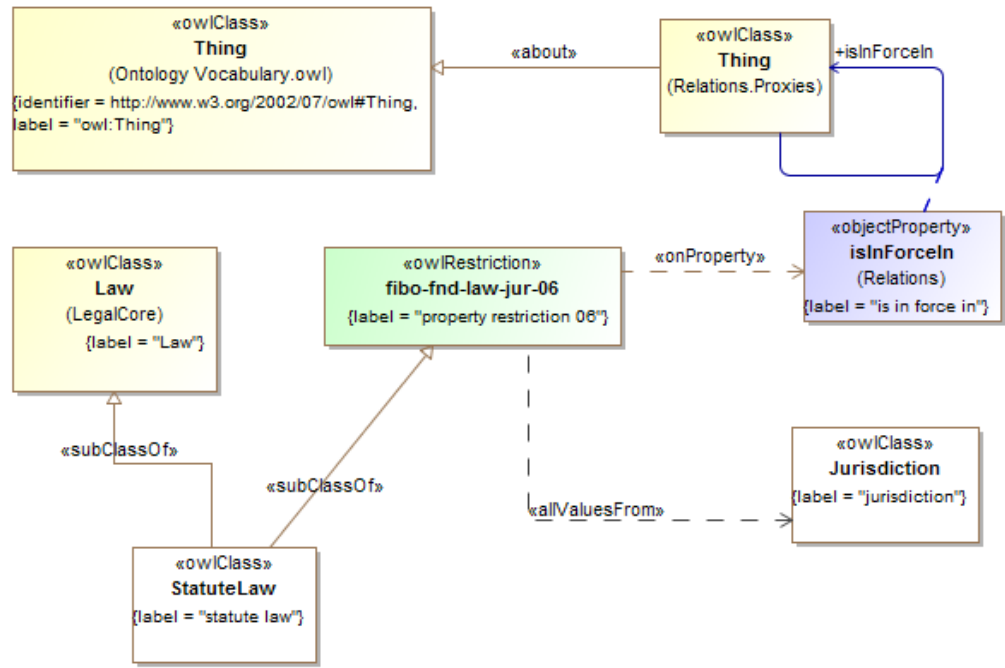 «owlClass»
Thing
(Ontology Vocabulary.owl)
{identifier = http://www.w3.org/2002/07/owl#Thing,
label = "owl:Thing"}
«about»
«owlClass»
Thing
(Relations.Proxies)
+isInForceIn
«owlClass»
Law
(LegalCore)
{label = "Law"}
«owlRestriction»
fibo-fnd-law-jur-06
{label = "property restriction 06"}
«onProperty»
«objectProperty»
isInForceIn
(Relations)
{label = "is in force in"}
«subClassOf»
«subClassOf»
«allValuesFrom»
«owlClass»
Jurisdiction
{label = "jurisdiction"}
«owlClass»
StatuteLaw
{label = "statute law"}